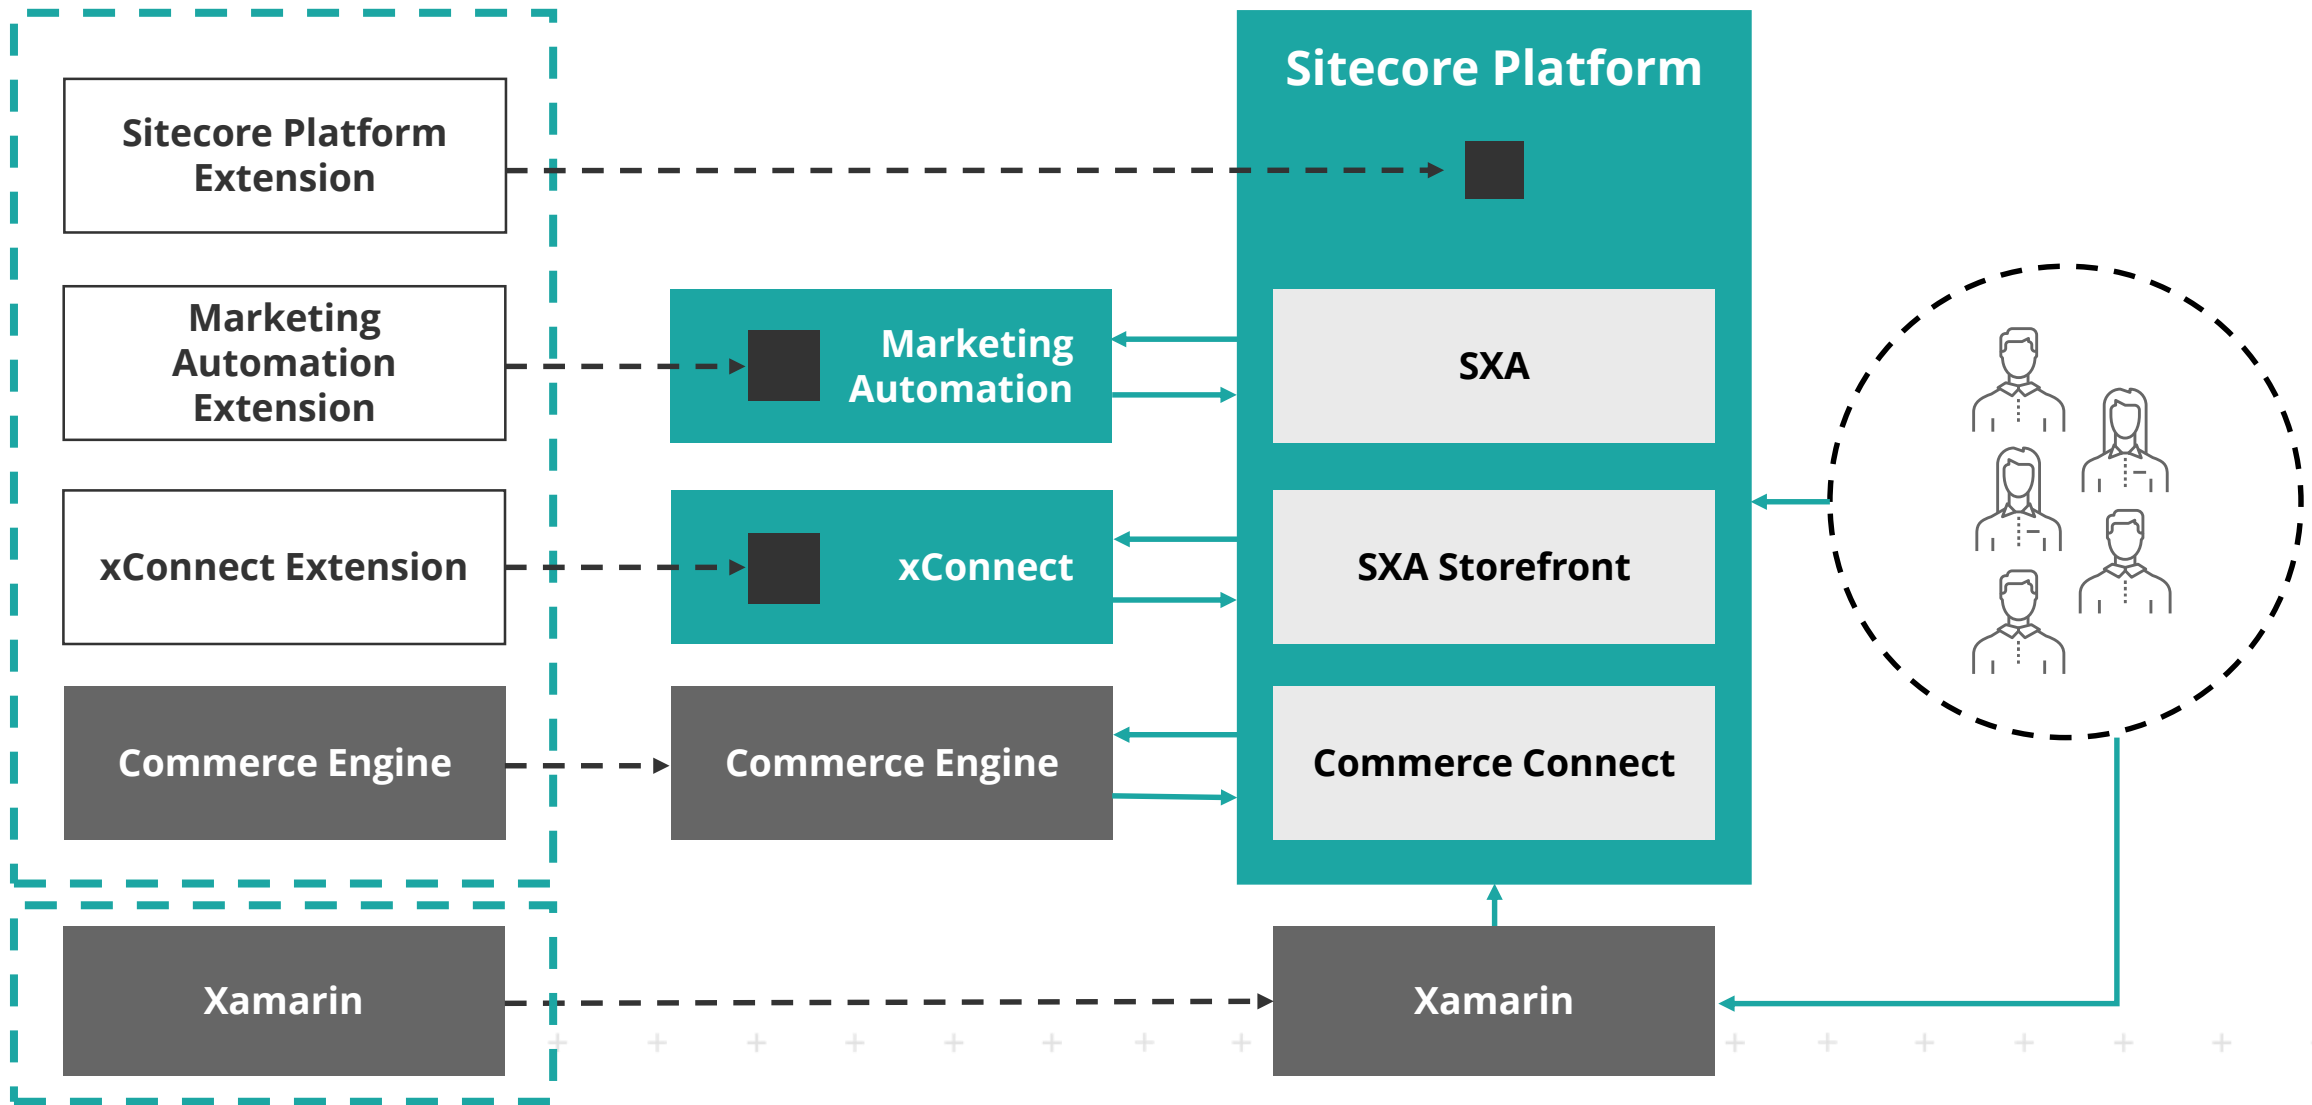 Sitecore Platform
Sitecore Platform
Extension
Marketing
Automation
Extension
Marketing
Automation
SXA
xConnect Extension
xConnect
SXA Storefront
Commerce Engine
Commerce Engine
Commerce Connect
Xamarin
Xamarin